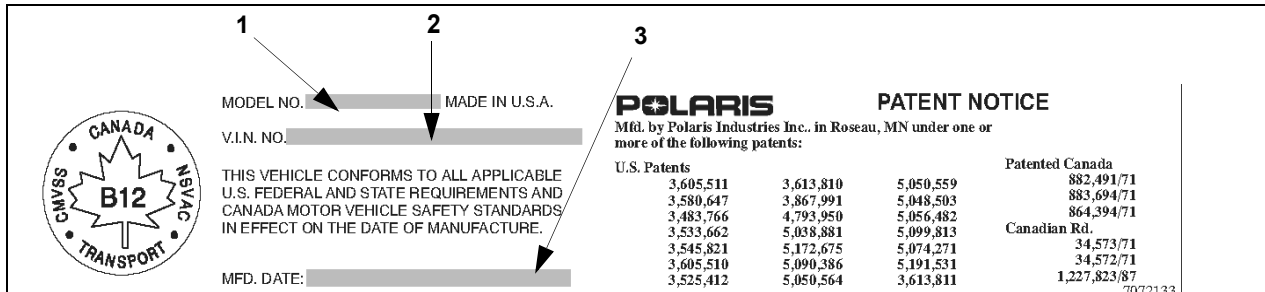 1
2
3
MODEL NO. MADE IN U.S.A.
V.I.N. NO.
CANADA
CMVSS
NSVAC
B12
TRANSPORT
THIS VEHICLE CONFORMS TO ALL APPLICABLE
U.S. FEDERAL AND STATE REQUIREMENTS AND
CANADA MOTOR VEHICLE SAFETY STANDARDS
IN EFFECT ON THE DATE OF MANUFACTURE.
MFD. DATE:
POLARIS
PATENT NOTICE
Mfd. by Polaris Industries Inc.. in Roseau, MN under one or
more of the following patents:
U.S. Patents
3,605,511 3,613,810 5,050,559
3,580,647 3,867,991 5,048,503
3,483,766 4,793,950 5,056,482
3,533,662 5,038,881 5,099,813
3,545,821 5,172,675 5,074,271
3,605,510 5,090,386 5,191,531
3,525,412 5,050,564 3,613,811
Patented Canada
882,491/71
883,694/71
864,394/71
Canadian Rd.
34,573/71
34,572/71
1,227,823/87
7072133